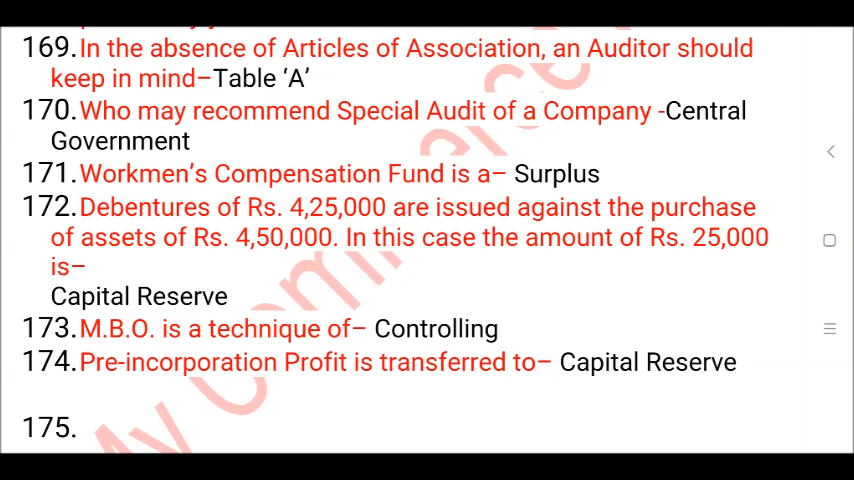 169. In the absence of Articles of Association, an Auditor should
keep in mind–Table ‘A’
170. Who may recommend Special Audit of a Company -Central
Government
171. Workmen’s Compensation Fund is a– Surplus
172. Debentures of Rs. 4,25,000 are issued against the purchase
of assets of Rs. 4,50,000. In this case the amount of Rs. 25,000
is–
Capital Reserve
173. M.B.O. is a technique of– Controlling
174. Pre-incorporation Profit is transferred to– Capital Reserve
175.